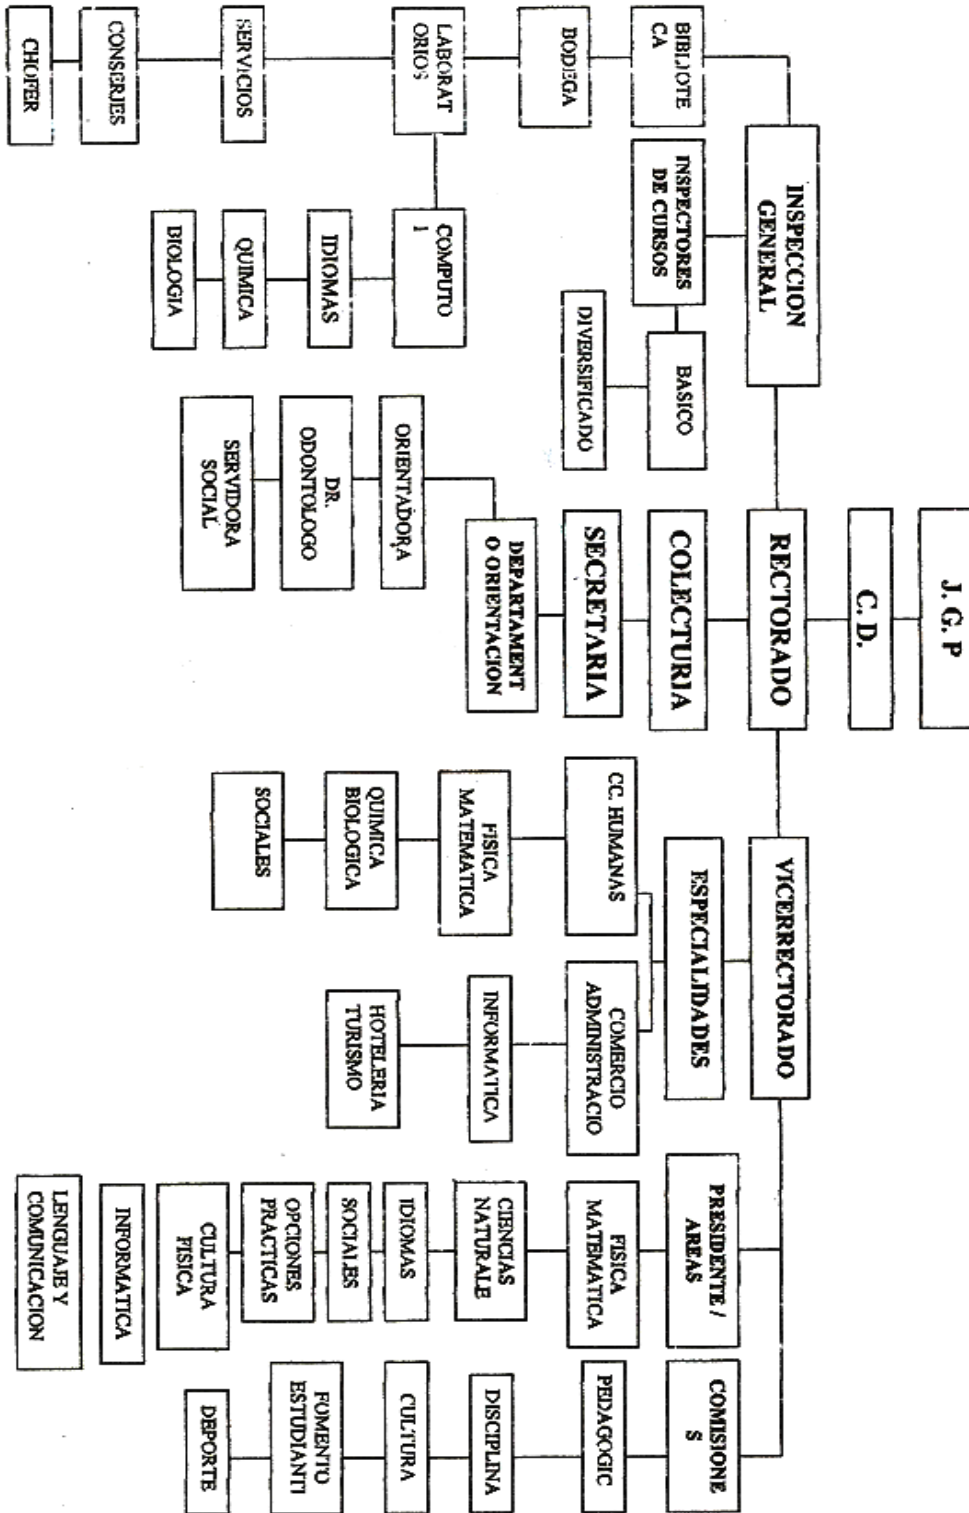 J. G. P
C. D.
RECTORADO
INSPECCION
GENERAL
VICERRECTORADO
COLECTURIA
SECRETARIA
DEPARTAMENT
O ORIENTACION
ORIENTADORA
DR.
ODONTOLOGO
SERVIDORA
SOCIAL
BIBLIOTE
CA
BODEGA
LABORAT
ORIOS
SERVICIOS
CONSERJES
CHOFER
INSPECTORES
DE CURSOS
BASICO
DIVERSIFICADO
COMPUTO
1
IDIOMAS
QUIMICA
BIOLOGIA
ESPECIALIDADES
CC. HUMANAS
FISICA
MATEMATICA
QUIMICA
BIOLOGICA
SOCIALES
COMERCIO
ADMINISTRACIO
INFORMATICA
HOTELERIA
TURISMO
PRESIDENTE /
AREAS
FISICA
MATEMATICA
CIENCIAS
NATURALE
IDIOMAS
SOCIALES
OPCIONES
PRACTICAS
CULTURA
FISICA
INFORMATICA
LENGUAJE Y
COMUNICACION
COMISIONE
S
PEDAGOGIC
DISCIPLINA
CULTURA
FOMENTO
ESTUDIANTI
DEPORTE